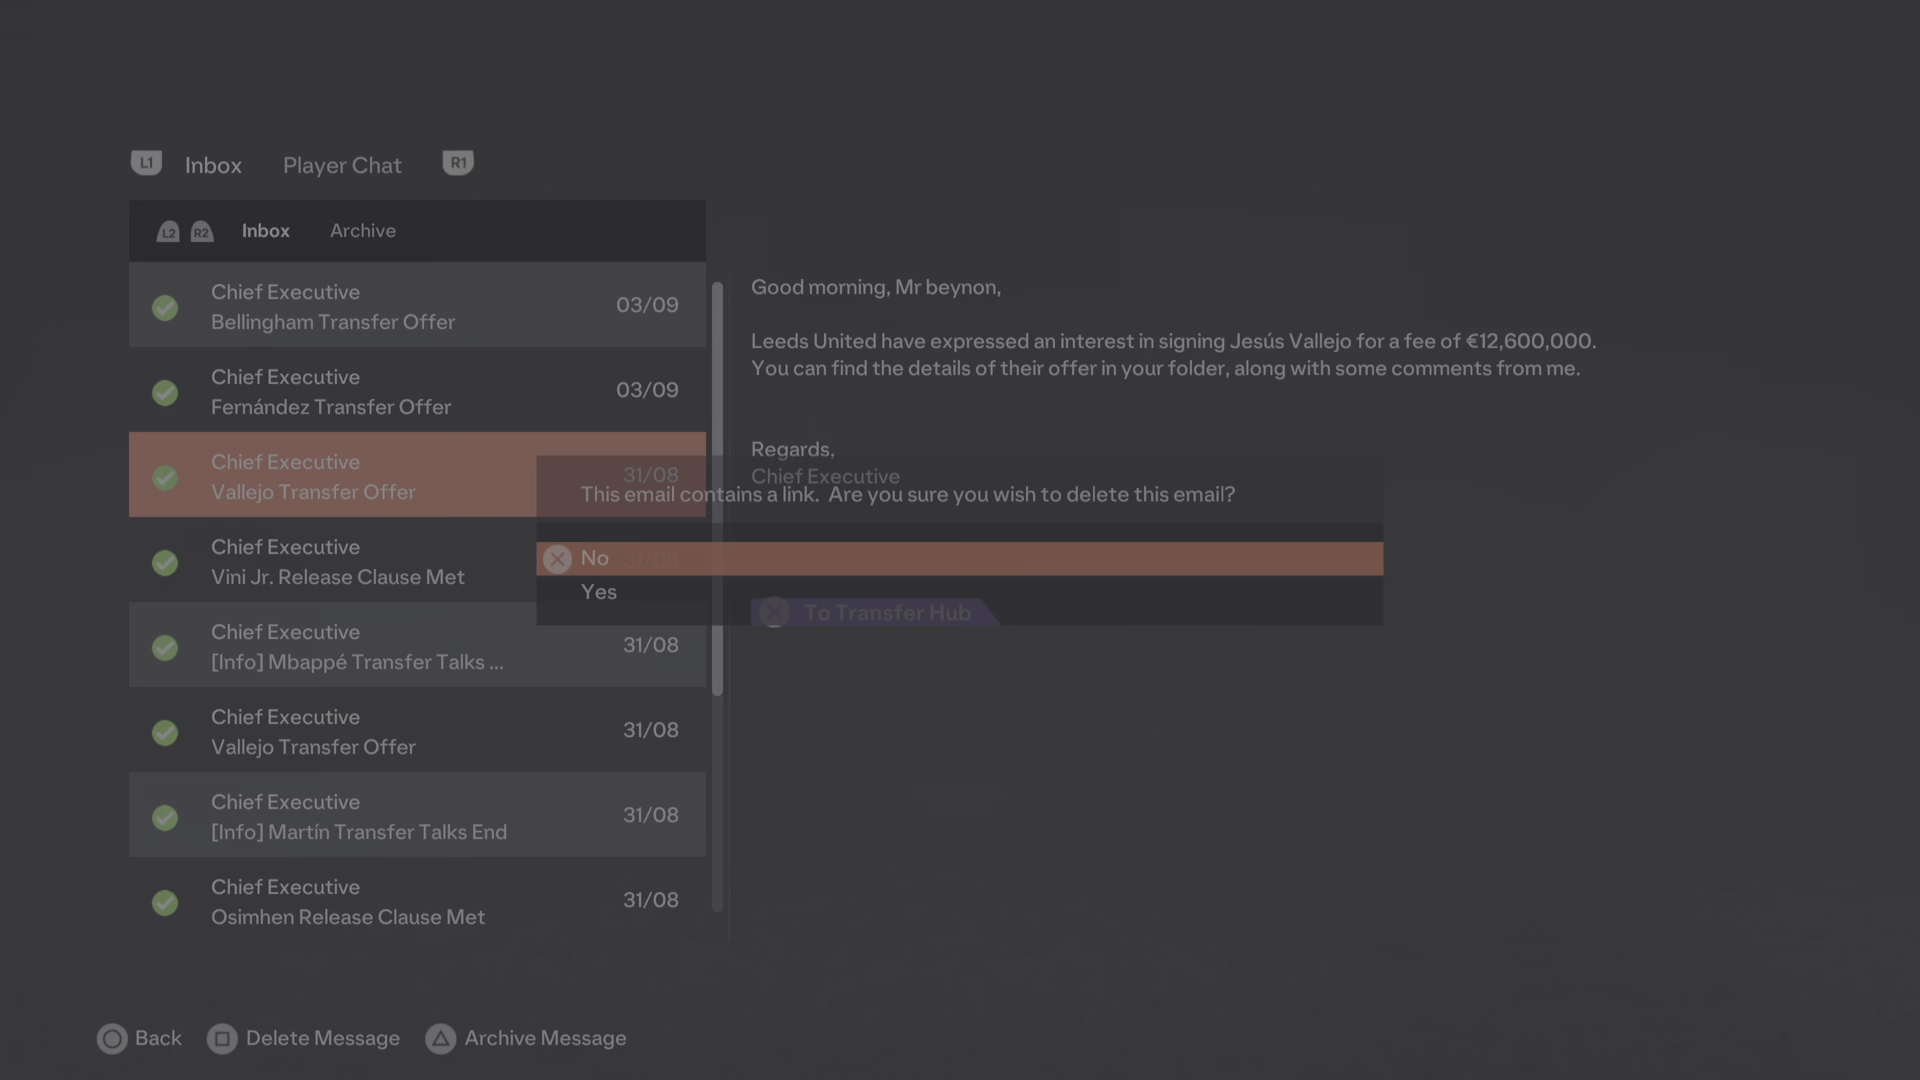 L1 Inbox Player Chat R1
L2 R2 Inbox Archive
Chief Executive
Bellingham Transfer Offer
03/09
Chief Executive
Fernández Transfer Offer
03/09
Chief Executive
Vallejo Transfer Offer
31/08
Chief Executive
Vini Jr. Release Clause Met
31/08
Chief Executive
[Info] Mbappé Transfer Talks ...
31/08
Chief Executive
Vallejo Transfer Offer
31/08
Chief Executive
[Info] Martín Transfer Talks End
31/08
Chief Executive
Osimhen Release Clause Met
31/08
Good morning, Mr beynon,
Leeds United have expressed an interest in signing Jesús Vallejo for a fee of €12,600,000.
You can find the details of their offer in your folder, along with some comments from me.
Regards,
Chief Executive
This email contains a link. Are you sure you wish to delete this email?
No
Yes
To Transfer Hub
Back Delete Message Archive Message